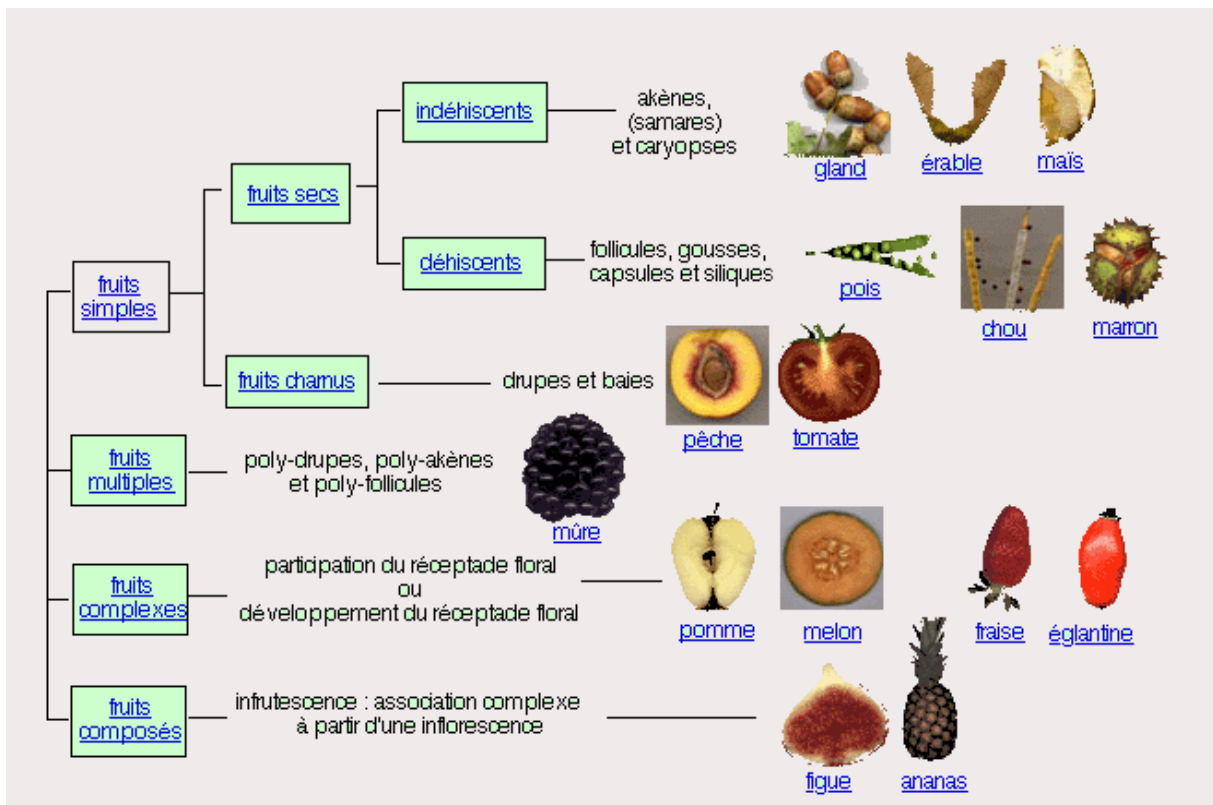 indéhiscents
akènes,
(samares)
et caryopses
gland
érable
maïs
fruits secs
déhiscents
follicules, gousses,
capsules et siliques
pois
chou
marron
fruits
simples
fruits charnus
drupes et baies
pêche
tomate
fruits
multiples
poly-drupes, poly-akènes
et poly-follicules
mûre
fruits
complexes
participation du réceptade floral
ou
développement du réceptade floral
pomme
melon
fraise
églantine
fruits
composés
infrutescence : association complexe
à partir d'une inflorescence
figue
ananas